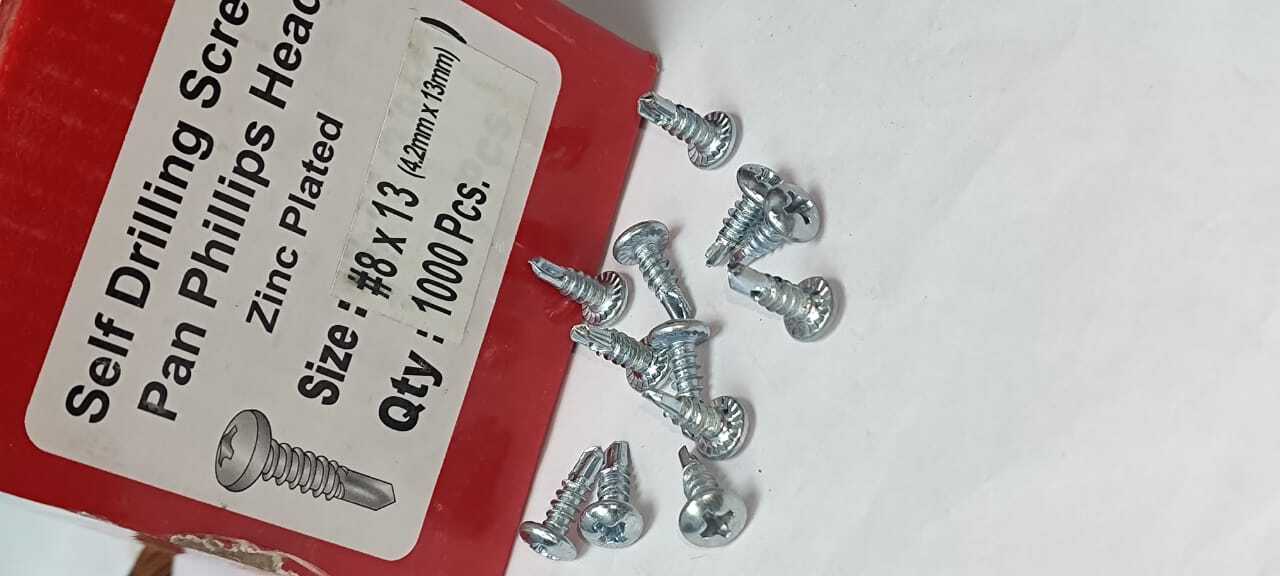 Self Drilling Scre
Pan Phillips Head
Zinc Plated
Size : #8 x 13 (4.2mm x 13mm)
Qty : 1000 Pcs.